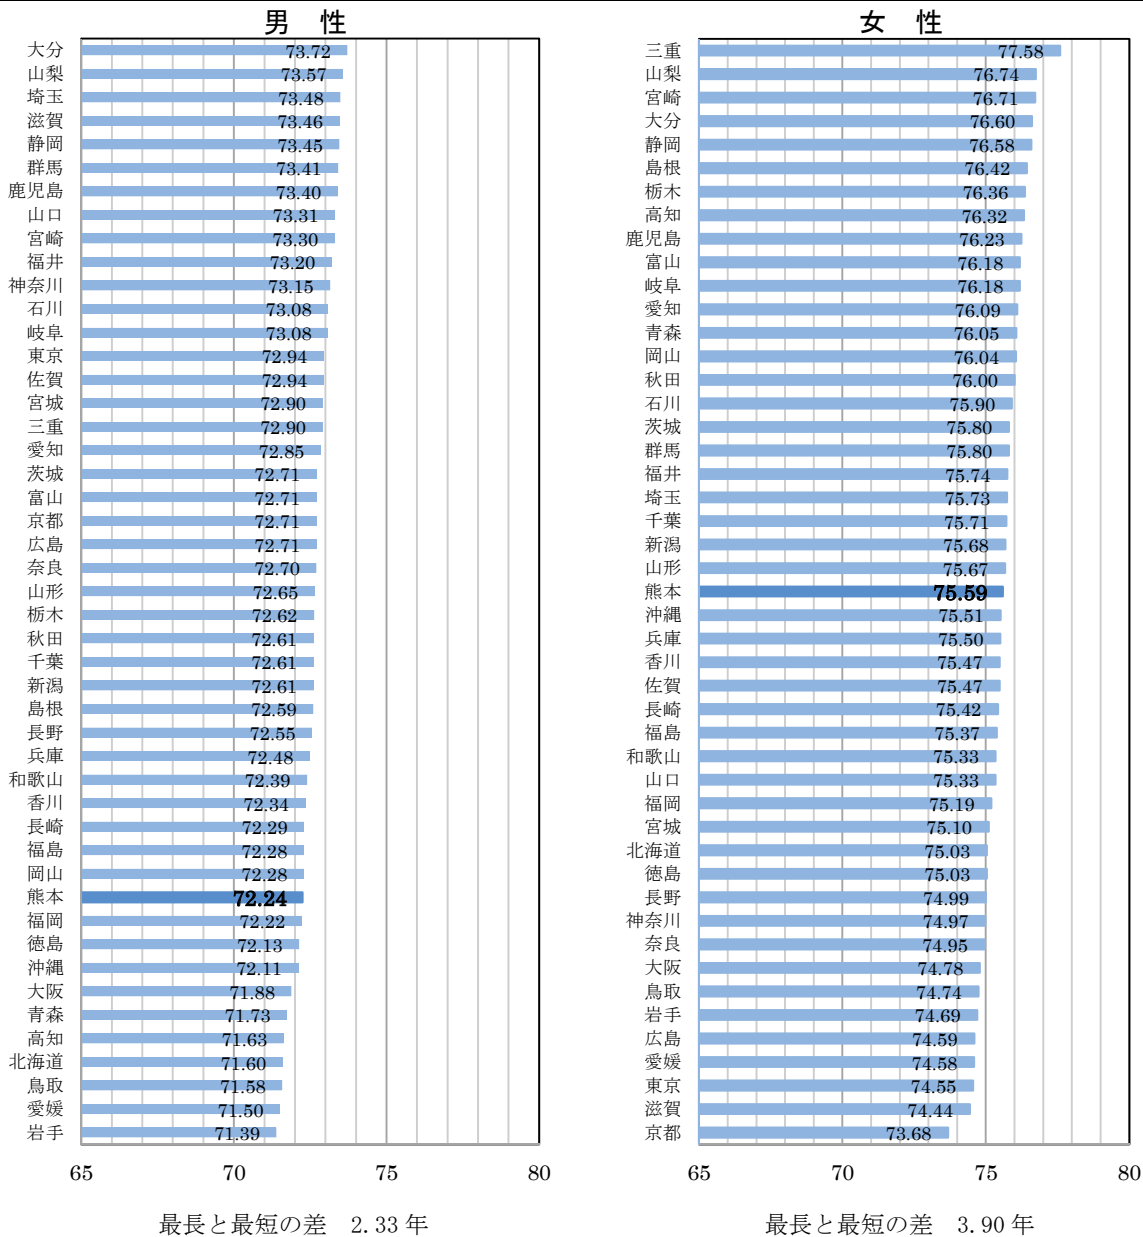 男 性
大分 73.72
山梨 73.57
埼玉 73.48
滋賀 73.46
静岡 73.45
群馬 73.41
鹿児島 73.40
山口 73.31
宮崎 73.30
福井 73.20
神奈川 73.15
石川 73.08
岐阜 73.08
東京 72.94
佐賀 72.94
宮城 72.90
三重 72.90
愛知 72.85
茨城 72.71
富山 72.71
京都 72.71
広島 72.71
奈良 72.70
山形 72.65
栃木 72.62
秋田 72.61
千葉 72.61
新潟 72.61
島根 72.59
長野 72.55
兵庫 72.48
和歌山 72.39
香川 72.34
長崎 72.29
福島 72.28
岡山 72.28
熊本 72.24
福岡 72.22
徳島 72.13
沖縄 72.11
大阪 71.88
青森 71.73
高知 71.63
北海道 71.60
鳥取 71.58
愛媛 71.50
岩手 71.39
65 70 75 80
最長と最短の差 2.33 年
女 性
三重 77.58
山梨 76.74
宮崎 76.71
大分 76.60
静岡 76.58
島根 76.42
栃木 76.36
高知 76.32
鹿児島 76.23
富山 76.18
岐阜 76.18
愛知 76.09
青森 76.05
岡山 76.04
秋田 76.00
石川 75.90
茨城 75.80
群馬 75.80
福井 75.74
埼玉 75.73
千葉 75.71
新潟 75.68
山形 75.67
熊本 75.59
沖縄 75.51
兵庫 75.50
香川 75.47
佐賀 75.47
長崎 75.42
福島 75.37
和歌山 75.33
山口 75.33
福岡 75.19
宮城 75.10
北海道 75.03
徳島 75.03
長野 74.99
神奈川 74.97
奈良 74.95
大阪 74.78
鳥取 74.74
岩手 74.69
広島 74.59
愛媛 74.58
東京 74.55
滋賀 74.44
京都 73.68
65 70 75 80
最長と最短の差 3.90 年